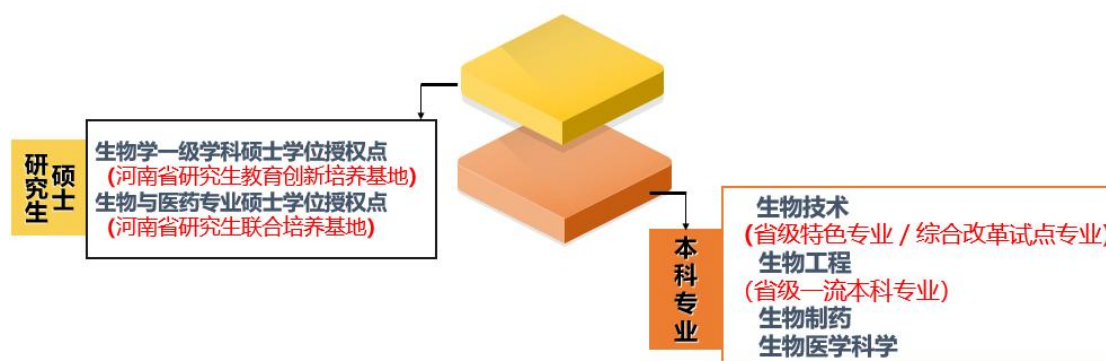 硕士
研究生
生物学一级学科硕士学位授权点
(河南省研究生教育创新培养基地)
生物与医药专业硕士学位授权点
(河南省研究生联合培养基地)
本科专业
生物技术
(省级特色专业 / 综合改革试点专业)
生物工程
(省级一流本科专业)
生物制药
生物医学科学